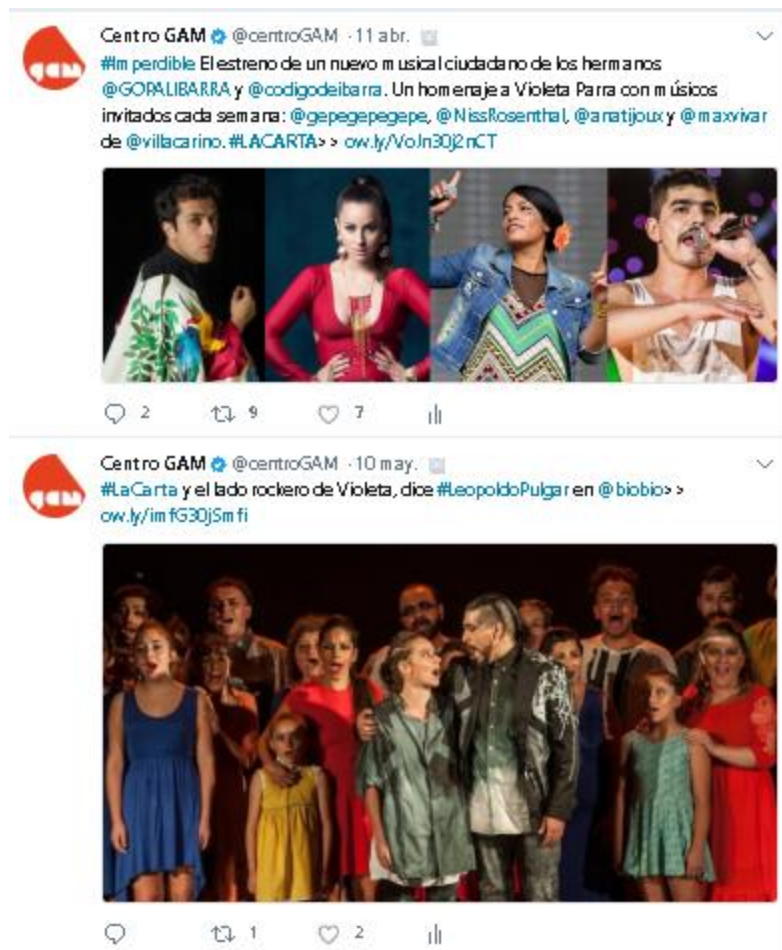 gam
Centro GAM @centroGAM · 11 abr.
#Imperdible El estreno de un nuevo musical ciudadano de los hermanos
@GOPALIBARRA y @codigodeibarra. Un homenaje a Violeta Parra con músicos
invitados cada semana: @gepegepegepe, @NissRosenthal, @anatijoux y @maxvivar
de @villacarino. #LACARTA>> ow.ly/VoJn30j2nCT
2 9 7
gam
Centro GAM @centroGAM · 10 may.
#LaCarta y el lado rockero de Violeta, dice #LeopoldoPulgar en @biobio>>
ow.ly/imfG30jSmfi
1 2